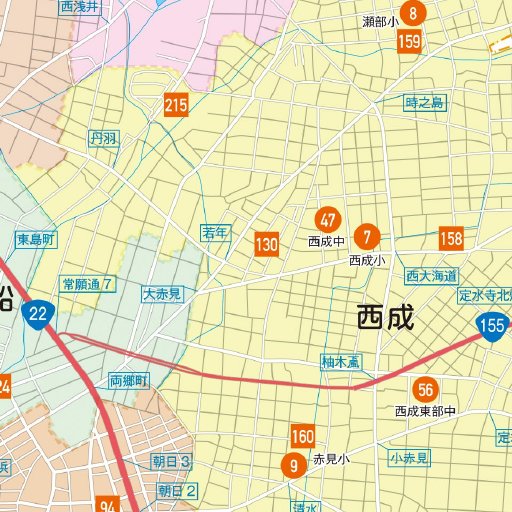 西浅井
8
瀬部小
159
215
時之島
丹羽
47
若年
7
東島町
130
西成中
158
西成小
常願通7
大赤見
西大海道
22
定水寺北
西成
155
柚木颪
両郷町
24
56
西成東部中
160
朝日3
9
赤見小
小赤見
定
浜
朝日2
94
清水